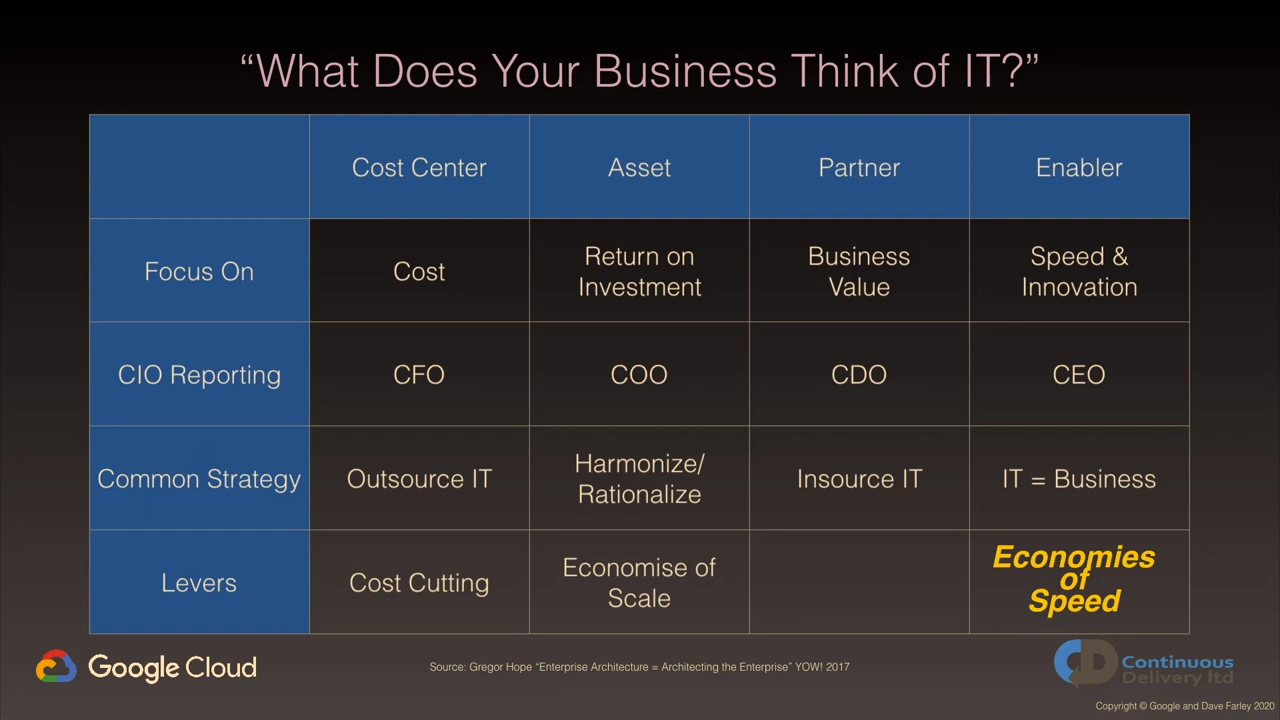 “What Does Your Business Think of IT?”
Cost Center Asset Partner Enabler
Focus On Cost Return on Investment Business Value Speed & Innovation
CIO Reporting CFO COO CDO CEO
Common Strategy Outsource IT Harmonize/ Rationalize Insource IT IT = Business
Levers Cost Cutting Economise of Scale Economies of Speed
Google Cloud
Source: Gregor Hope “Enterprise Architecture = Architecting the Enterprise” YOW! 2017
CD
Continuous
Delivery ltd
Copyright © Google and Dave Farley 2020